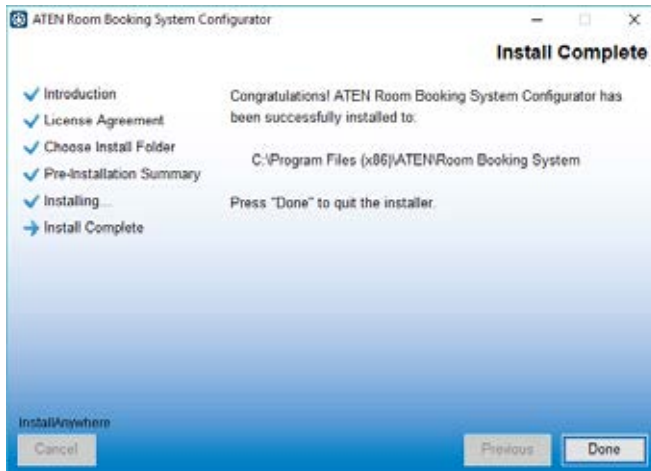 ATEN Room Booking System Configurator
Install Complete
Introduction
License Agreement
Choose Install Folder
Pre-Installation Summary
Installing...
Install Complete
Congratulations! ATEN Room Booking System Configurator has
been successfully installed to:
C:\Program Files (x86)\ATEN\Room Booking System
Press "Done" to quit the installer.
InstallAnywhere
Cancel
Previous
Done